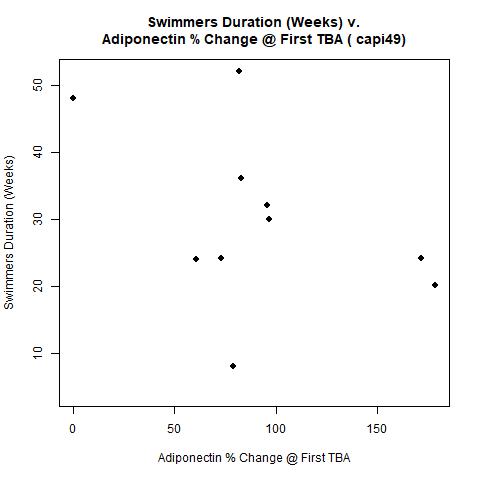 Swimmers Duration (Weeks) v.
Adiponectin % Change @ First TBA ( capi49)
Swimmers Duration (Weeks)
50
40
30
20
10
0
50
100
150
Adiponectin % Change @ First TBA